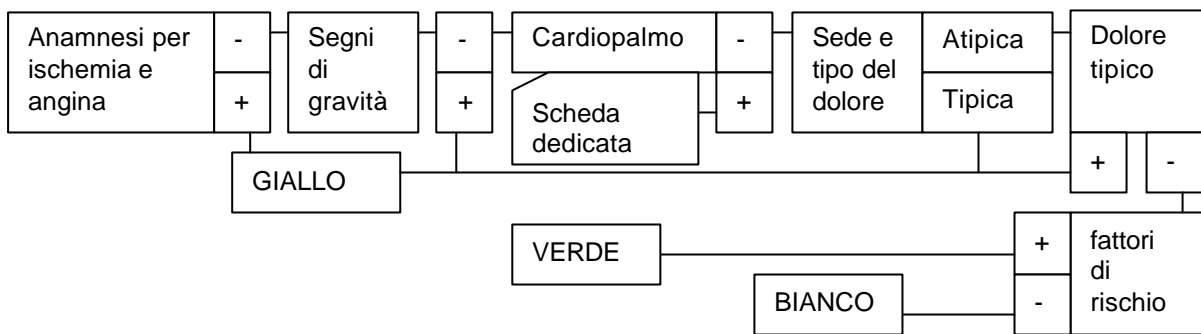 Anamnesi per
ischemia e
angina
-
+
Segni
di
gravità
-
+
Cardiopalmo
-
+
Scheda
dedicata
Sede e
tipo del
dolore
Atipica
Tipica
Dolore
tipico
+
-
GIALLO
VERDE
+
-
fattori
di
rischio
BIANCO